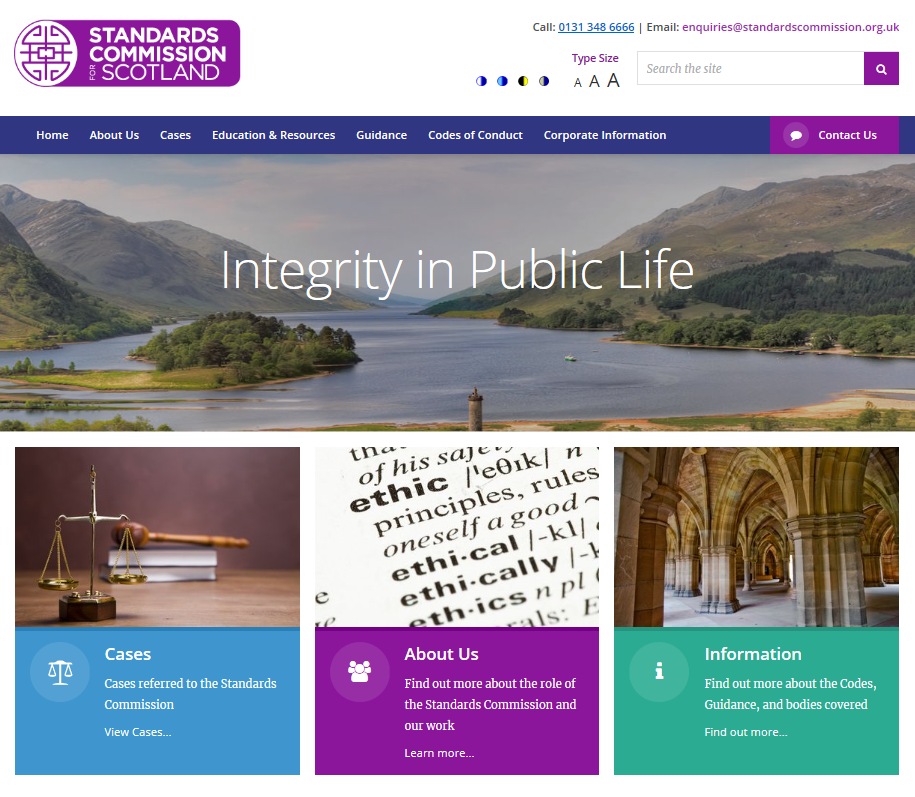 STANDARDS
COMMISSION
FOR SCOTLAND
Call: 0131 348 6666 | Email: enquiries@standardscommission.org.uk
Type Size
A A A
Search the site
Home About Us Cases Education & Resources Guidance Codes of Conduct Corporate Information Contact Us
Integrity in Public Life
of his safety
ethic /'eθɪk/ n
principles, rules
oneself a good
ethi·cal /-kl/
ethi·cally /-
eth·ics n pl
Cases
Cases referred to the Standards
Commission
View Cases...
About Us
Find out more about the role of
the Standards Commission and
our work
Learn more...
Information
Find out more about the Codes,
Guidance, and bodies covered
Find out more...